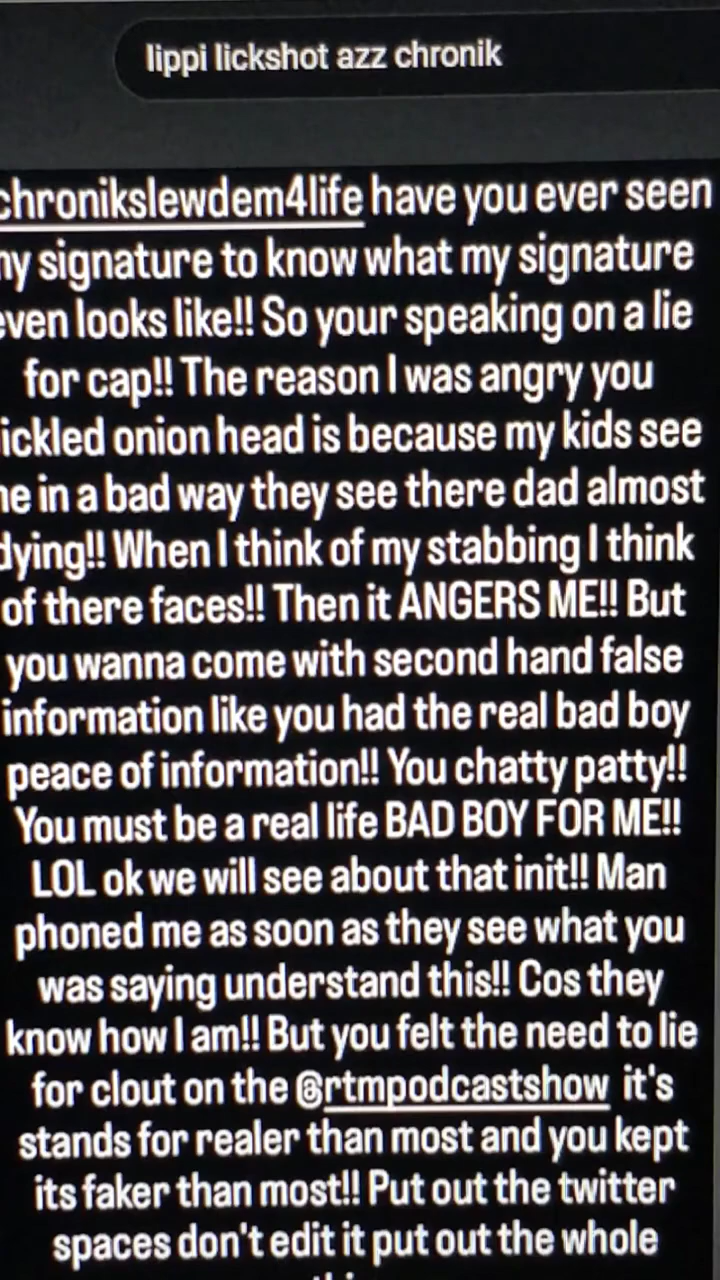 lippi lickshot azz chronik
chronikslewdem4life have you ever seen
my signature to know what my signature
even looks like!! So your speaking on a lie
for cap!! The reason I was angry you
ickled onion head is because my kids see
me in a bad way they see there dad almost
dying!! When I think of my stabbing I think
of there faces!! Then it ANGERS ME!! But
you wanna come with second hand false
information like you had the real bad boy
peace of information!! You chatty patty!!
You must be a real life BAD BOY FOR ME!!
LOL ok we will see about that init!! Man
phoned me as soon as they see what you
was saying understand this!! Cos they
know how I am!! But you felt the need to lie
for clout on the @rtmpodcastshow it's
stands for realer than most and you kept
its faker than most!! Put out the twitter
spaces don't edit it put out the whole